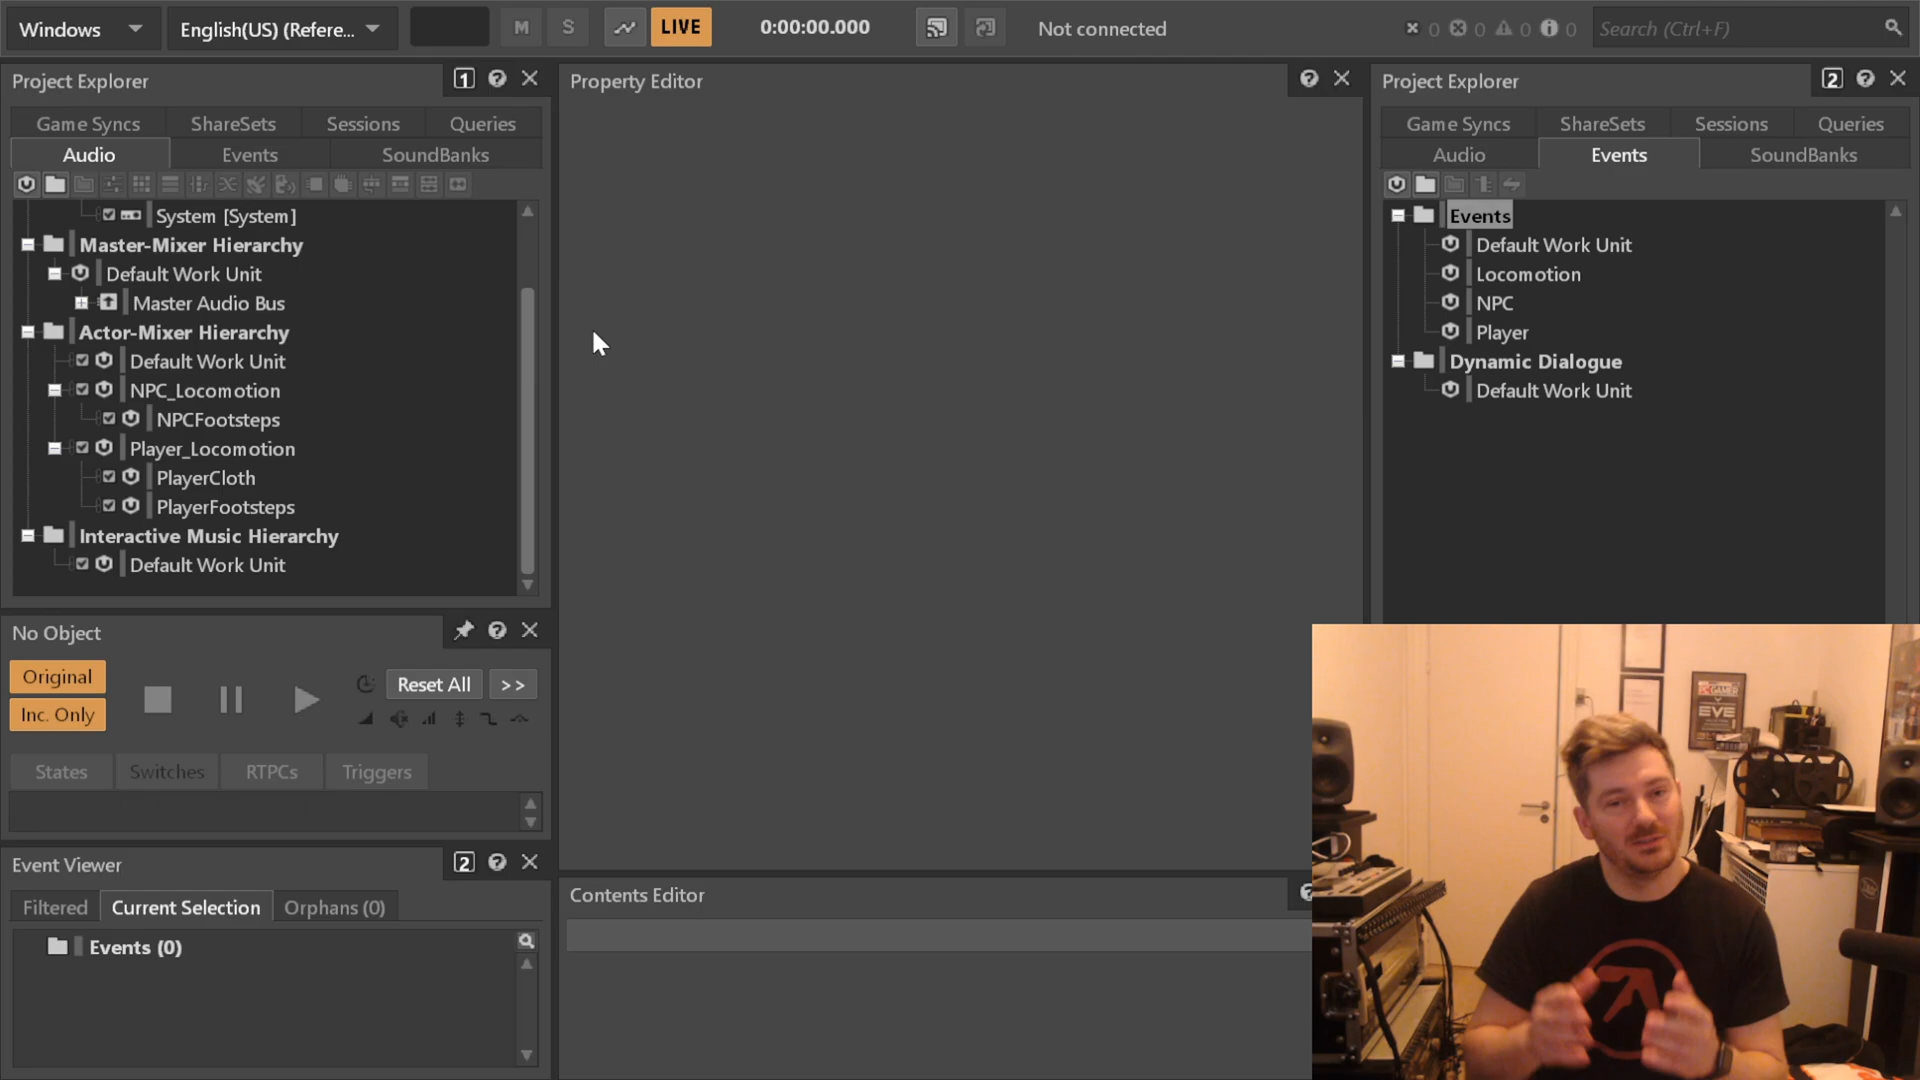 Windows
English(US) (Refere...
M
S
LIVE
0:00:00.000
Not connected
0
0
0
0
Search (Ctrl+F)
Project Explorer
1
Game Syncs
ShareSets
Sessions
Queries
Audio
Events
SoundBanks
System [System]
Master-Mixer Hierarchy
Default Work Unit
Master Audio Bus
Actor-Mixer Hierarchy
Default Work Unit
NPC_Locomotion
NPCFootsteps
Player_Locomotion
PlayerCloth
PlayerFootsteps
Interactive Music Hierarchy
Default Work Unit
No Object
Original
Inc. Only
Reset All
>>
States
Switches
RTPCs
Triggers
Event Viewer
2
Filtered
Current Selection
Orphans (0)
Events (0)
Property Editor
Contents Editor
Project Explorer
2
Game Syncs
ShareSets
Sessions
Queries
Audio
Events
SoundBanks
Events
Default Work Unit
Locomotion
NPC
Player
Dynamic Dialogue
Default Work Unit
GAMER
EVE